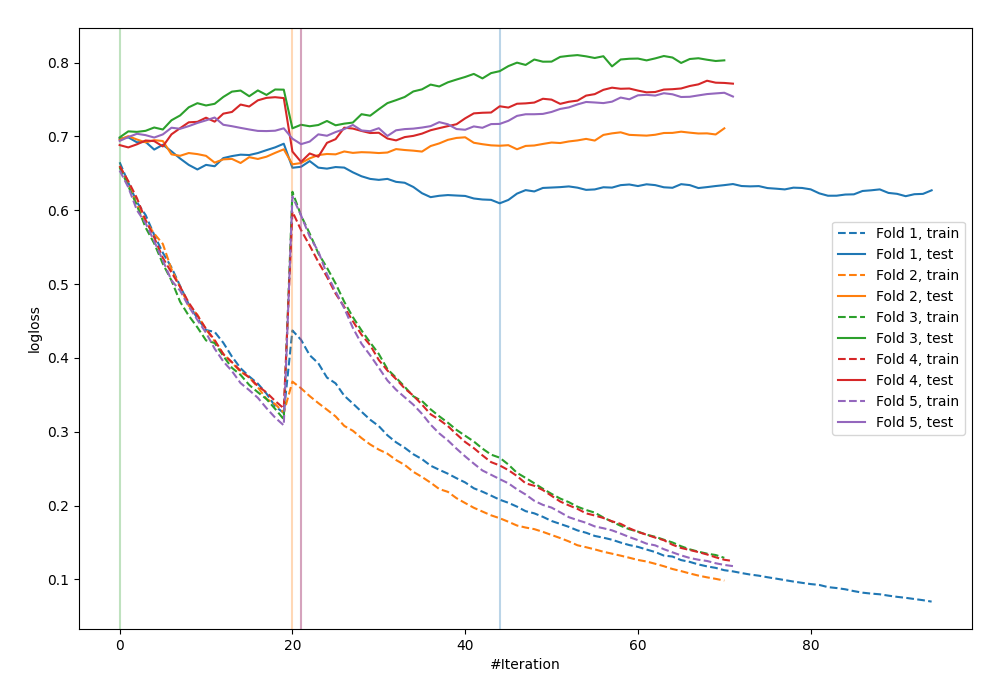 0.8
0.7
0.6
0.5
0.4
0.3
0.2
0.1
logloss
0
20
40
60
80
#Iteration
Fold 1, train
Fold 1, test
Fold 2, train
Fold 2, test
Fold 3, train
Fold 3, test
Fold 4, train
Fold 4, test
Fold 5, train
Fold 5, test